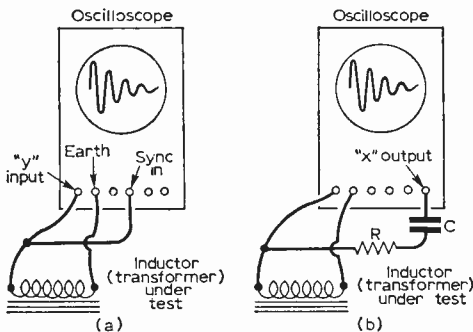 Oscilloscope
"y"
input
Earth
Sync
in
Inductor
(transformer)
under
test
(a)
Oscilloscope
"x" output
R
C
Inductor
(transformer)
under test
(b)